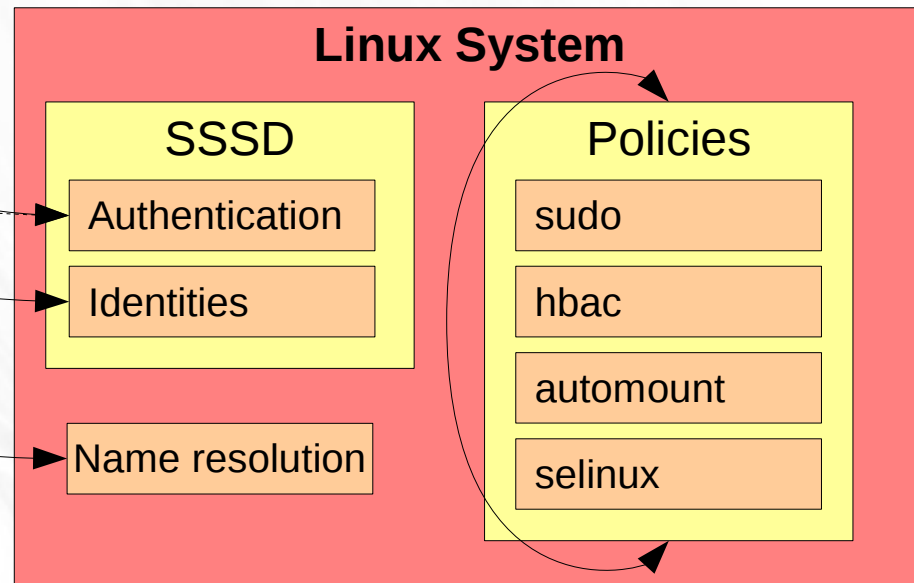 Linux System
SSSD
Authentication
Identities
Name resolution
Policies
sudo
hbac
automount
selinux